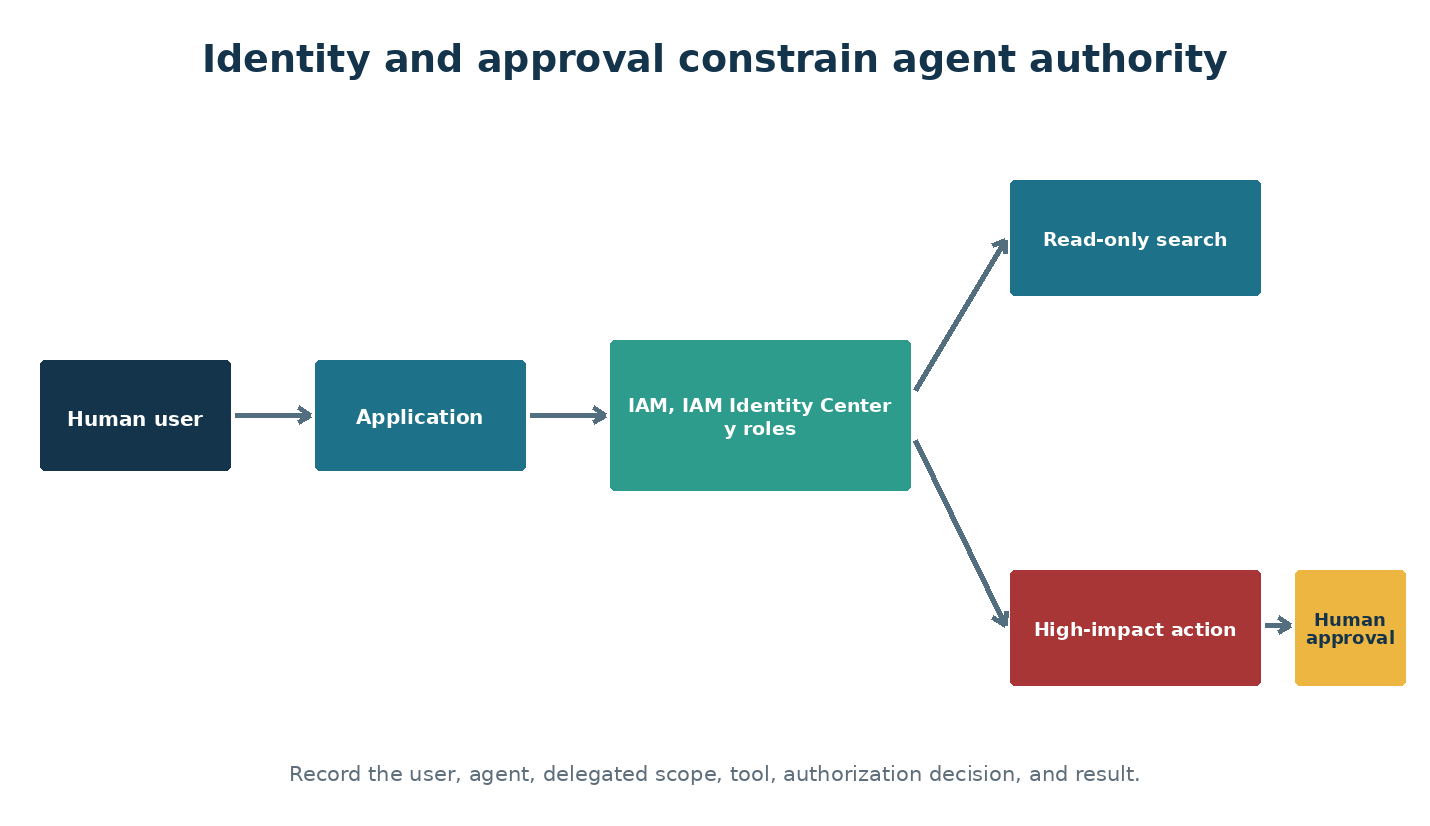 Identity and approval constrain agent authority
Read-only search
Human user
Application
IAM, IAM Identity Center
y roles
High-impact action
Human
approval
Record the user, agent, delegated scope, tool, authorization decision, and result.